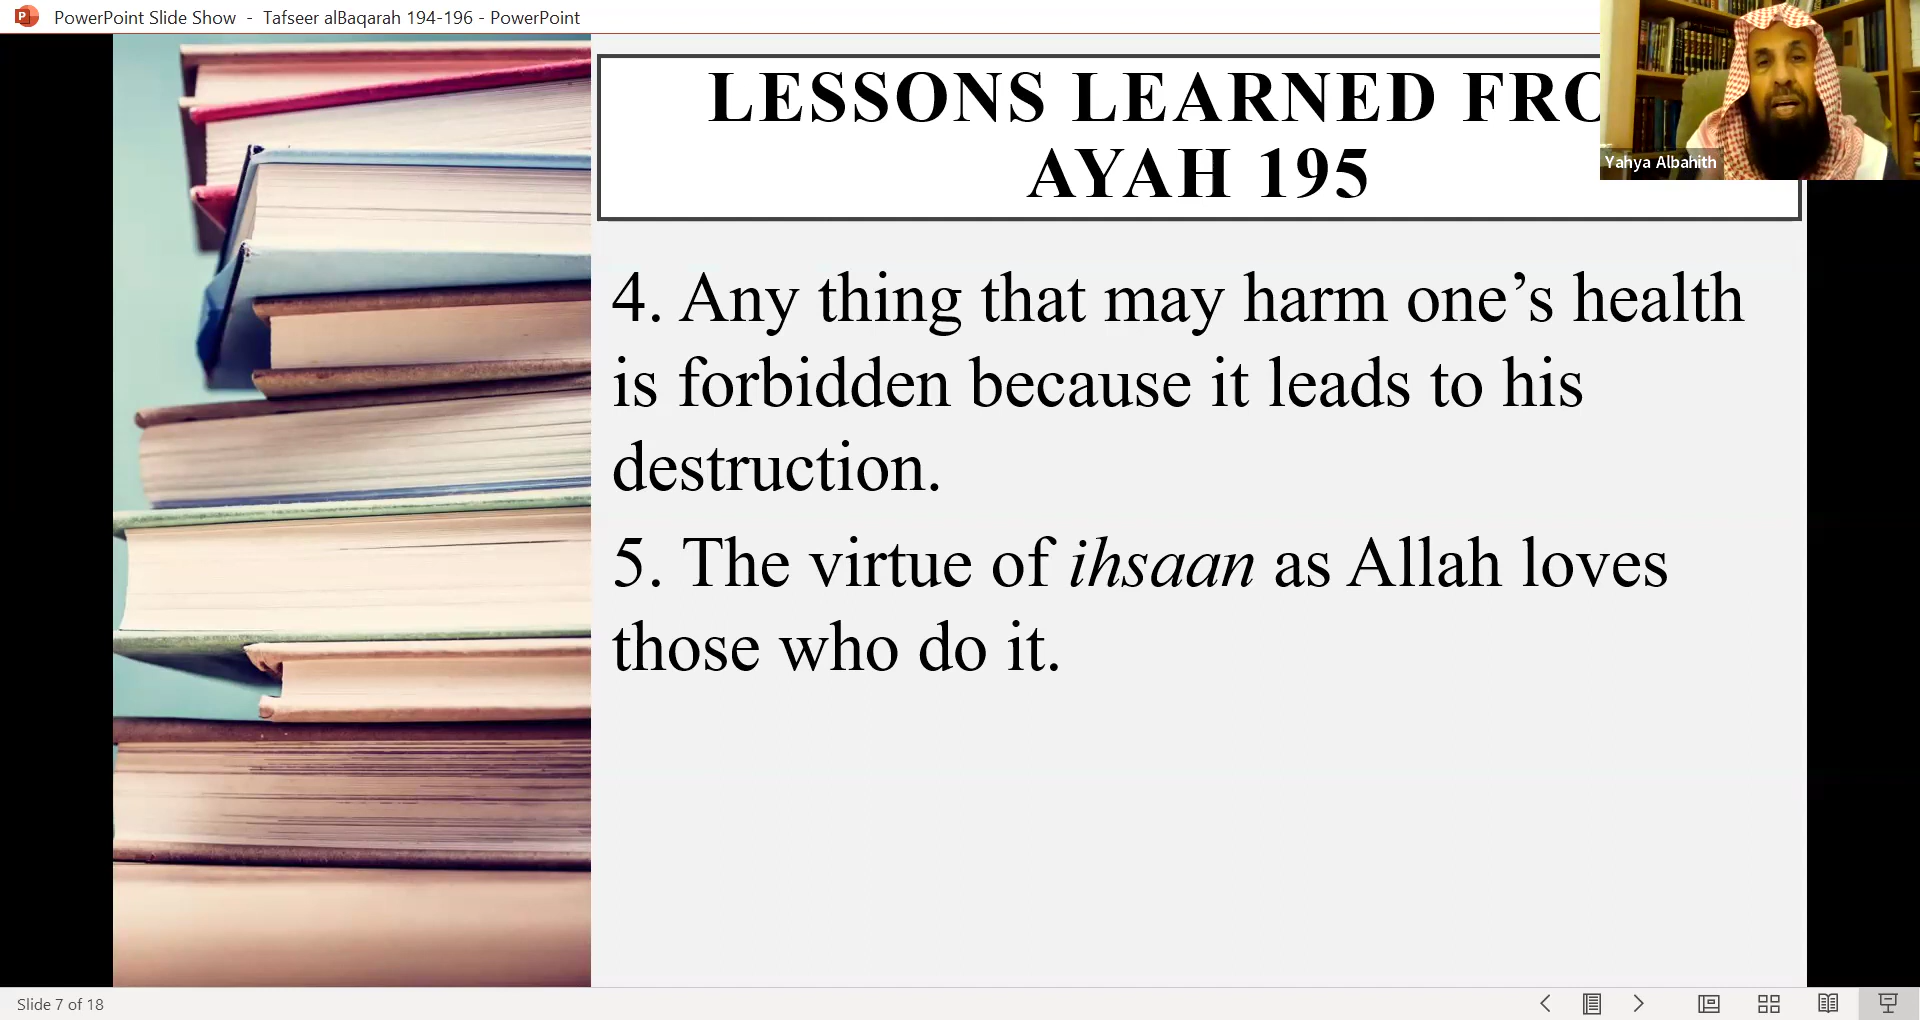 PowerPoint Slide Show - Tafseer alBaqarah 194-196 - PowerPoint
LESSONS LEARNED FRO
AYAH 195
Yahya Albahith
4. Any thing that may harm one’s health
is forbidden because it leads to his
destruction.
5. The virtue of ihsaan as Allah loves
those who do it.
Slide 7 of 18